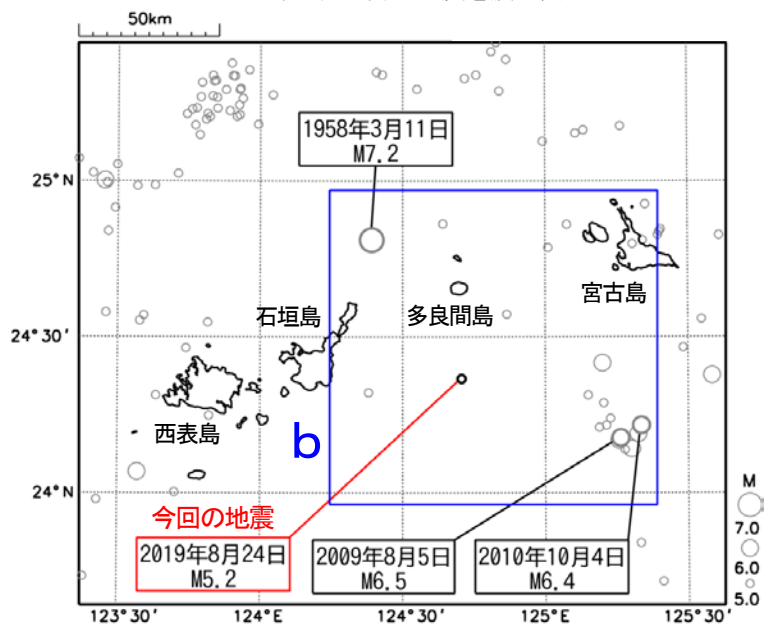 50km
1958年3月11日
M7.2
25°N
宮古島
石垣島
多良間島
24°30′
西表島
b
24°N
今回の地震
2019年8月24日
M5.2
2009年8月5日
M6.5
2010年10月4日
M6.4
M
7.0
6.0
5.0
123°30′
124°E
124°30′
125°E
125°30′